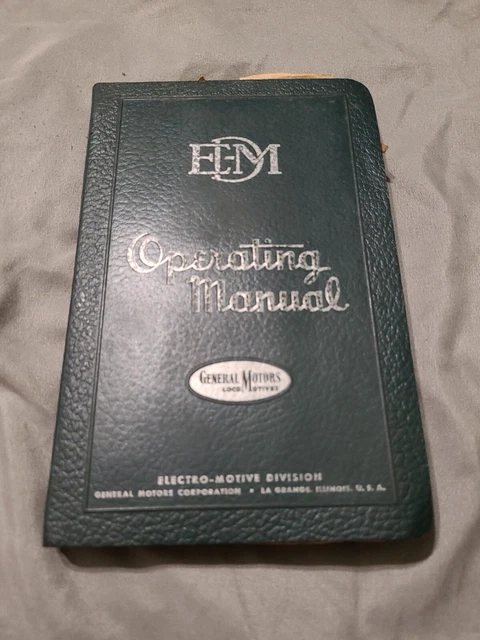 EMD
Operating
Manual
GENERAL MOTORS
LOCOMOTIVES
ELECTRO-MOTIVE DIVISION
GENERAL MOTORS CORPORATION • LA GRANGE, ILLINOIS, U. S. A.